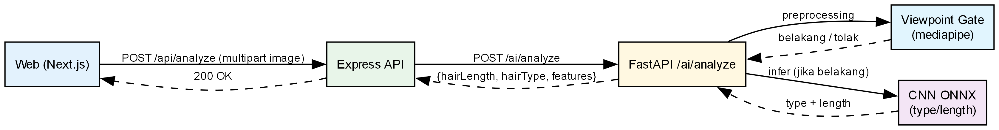 Web (Next.js)
POST /api/analyze (multipart image)
200 OK
Express API
POST /ai/analyze
{hairLength, hairType, features}
FastAPI /ai/analyze
preprocessing
belakang / tolak
infer (jika belakang)
type + length
Viewpoint Gate
(mediapipe)
CNN ONNX
(type/length)